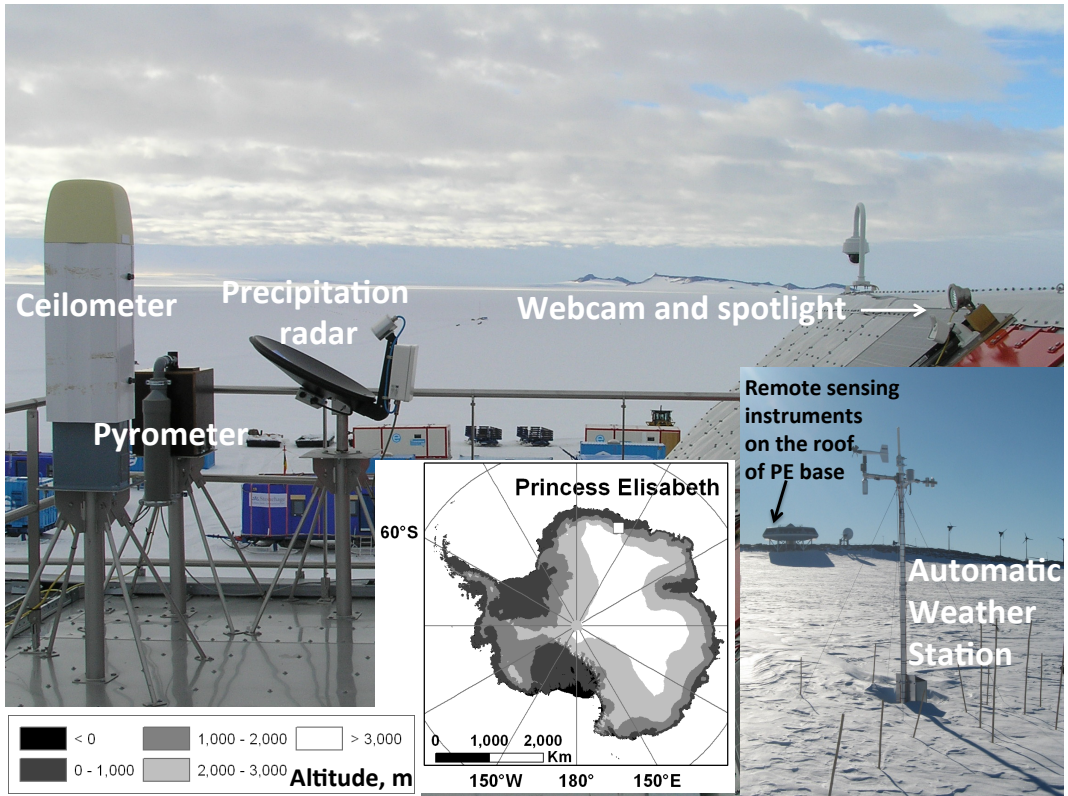 Ceilometer
Precipitation
radar
Webcam and spotlight
Pyrometer
Remote sensing
instruments
on the roof
of PE base
Automatic
Weather
Station
Princess Elisabeth
60°S
0 1,000 2,000
Km
150°W 180° 150°E
< 0
0 - 1,000
1,000 - 2,000
2,000 - 3,000
> 3,000
Altitude, m